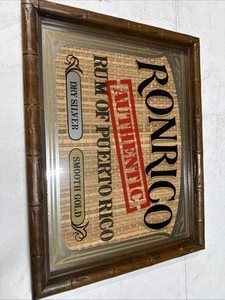 RONRICO
AUTHENTIC
RUM OF PUERTO RICO
DRY SILVER
SMOOTH GOLD